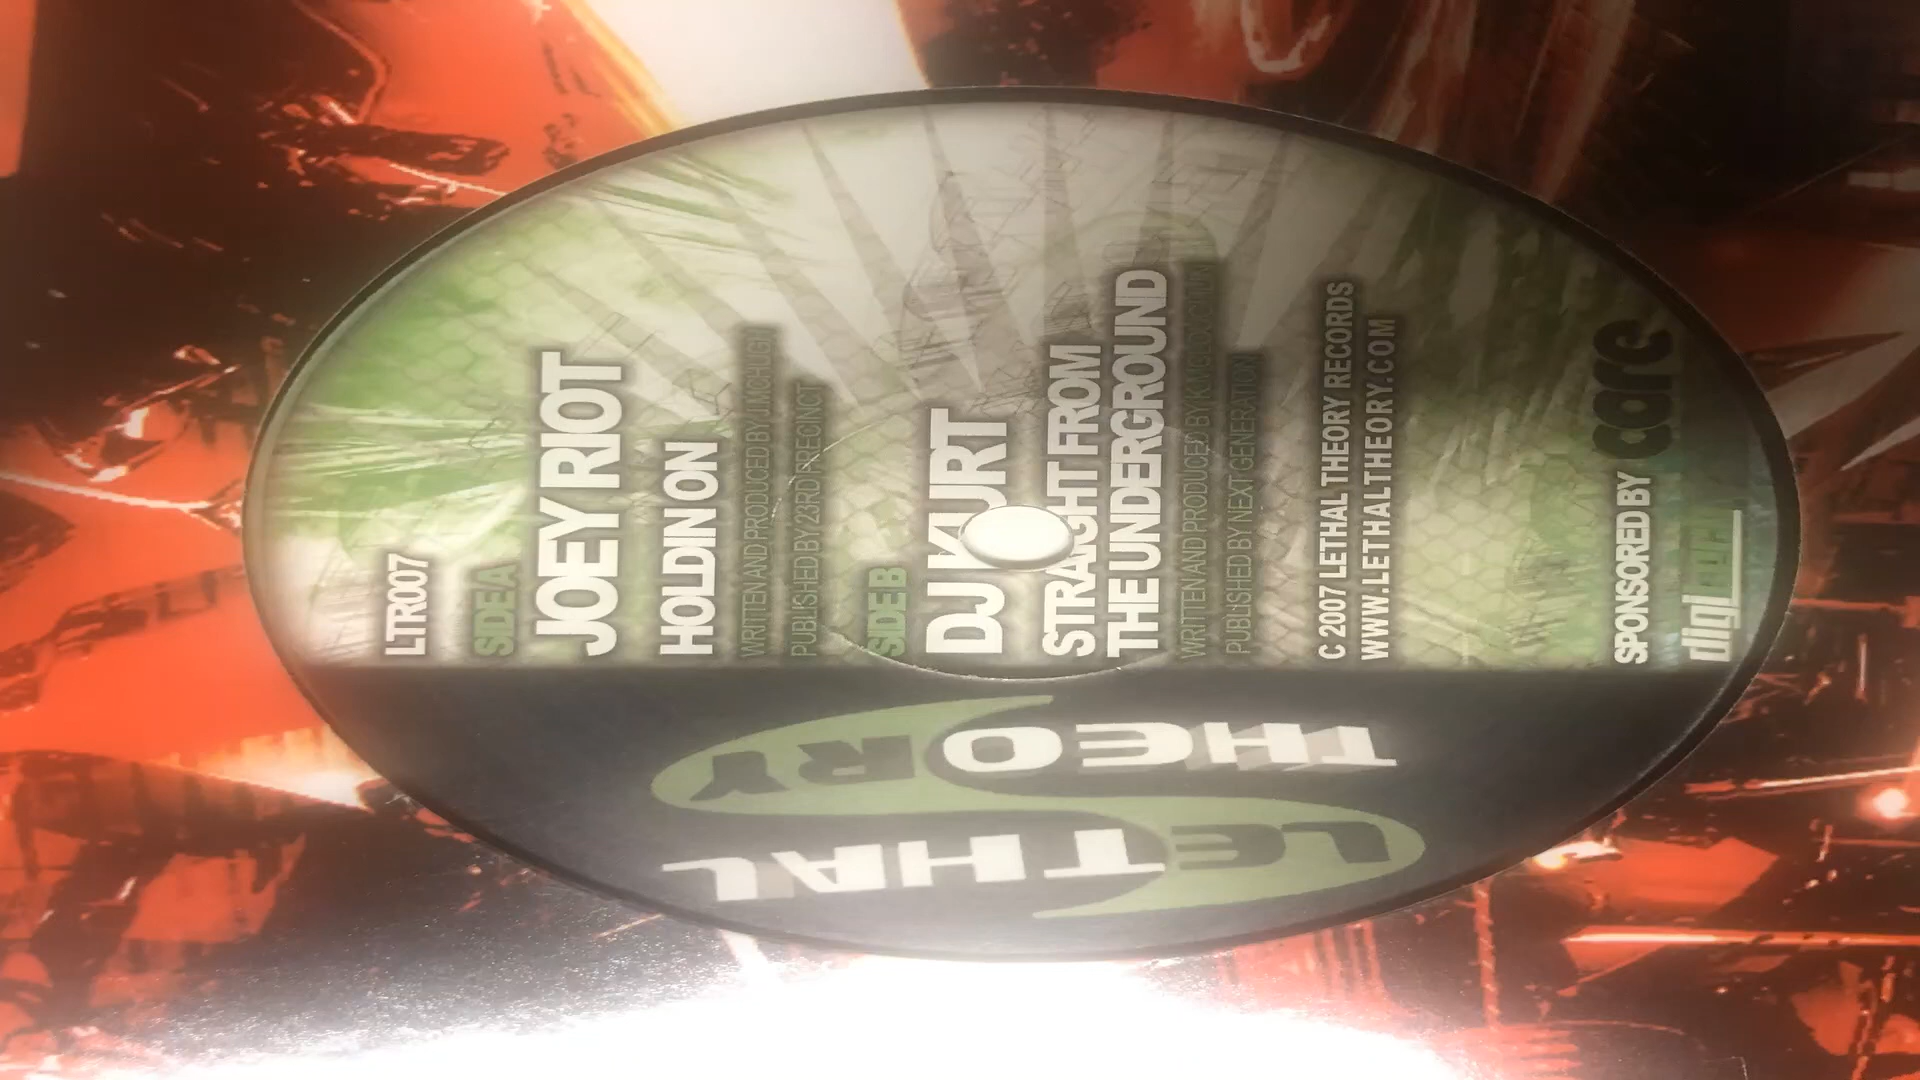 LTR007
SIDEA
JOEY RIOT
HOLDIN ON
WRITTEN AND PRODUCED BY J.MCHUGH
PUBLISHED BY 23RD PRECINCT
SIDEB
DJ KURT
STRAIGHT FROM
THE UNDERGROUND
WRITTEN AND PRODUCED BY
PUBLISHED BY NEXT GENERATION
C 2007 LETHAL THEORY RECORDS
WWW.LETHALTHEORY.COM
SPONSORED BY
LETHAL
THEORY